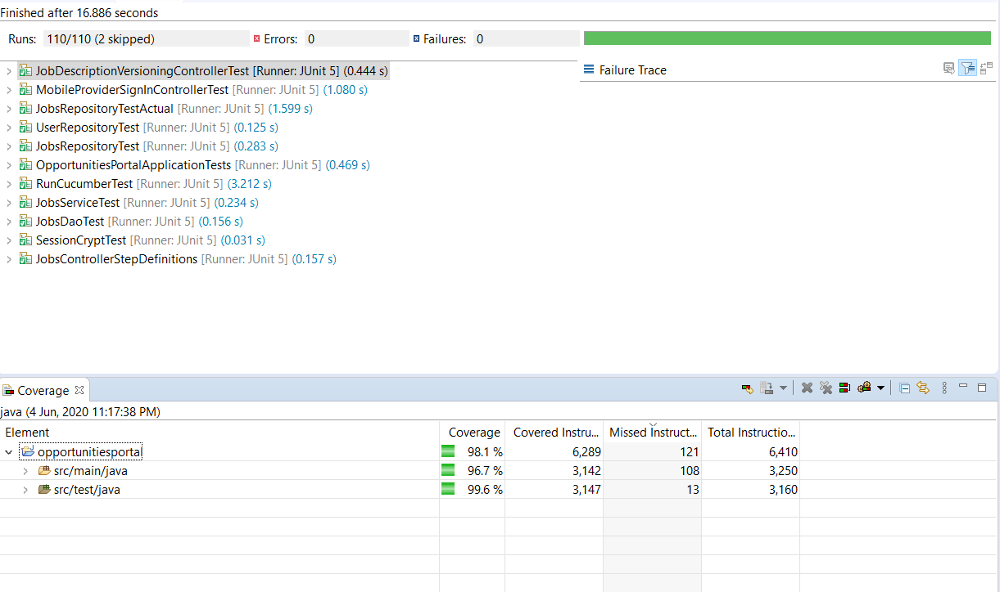 Finished after 16.886 seconds
Runs: 110/110 (2 skipped) Errors: 0 Failures: 0
JobDescriptionVersioningControllerTest [Runner: JUnit 5] (0.444 s)
Failure Trace
MobileProviderSignInControllerTest [Runner: JUnit 5] (1.080 s)
JobsRepositoryTestActual [Runner: JUnit 5] (1.599 s)
UserRepositoryTest [Runner: JUnit 5] (0.125 s)
JobsRepositoryTest [Runner: JUnit 5] (0.283 s)
OpportunitiesPortalApplicationTests [Runner: JUnit 5] (0.469 s)
RunCucumberTest [Runner: JUnit 5] (3.212 s)
JobsServiceTest [Runner: JUnit 5] (0.234 s)
JobsDaoTest [Runner: JUnit 5] (0.156 s)
SessionCryptTest [Runner: JUnit 5] (0.031 s)
JobsControllerStepDefinitions [Runner: JUnit 5] (0.157 s)
Coverage
java (4 Jun, 2020 11:17:38 PM)
Element Coverage Covered Instru... Missed Instruct... Total Instructio...
opportunitiesportal 98.1 % 6,289 121 6,410
src/main/java 96.7 % 3,142 108 3,250
src/test/java 99.6 % 3,147 13 3,160